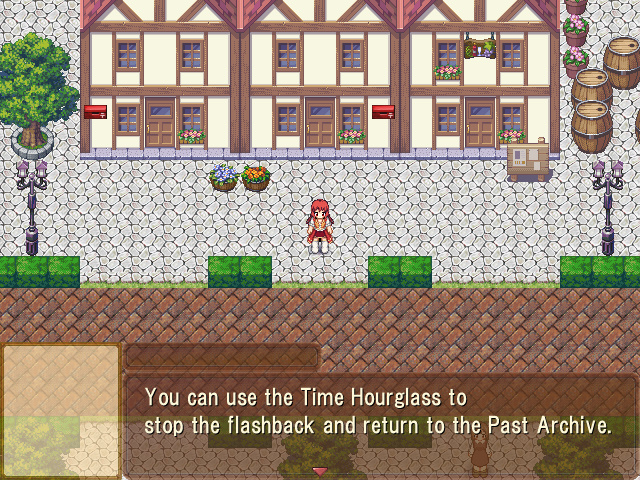 You can use the Time Hourglass to
stop the flashback and return to the Past Archive.